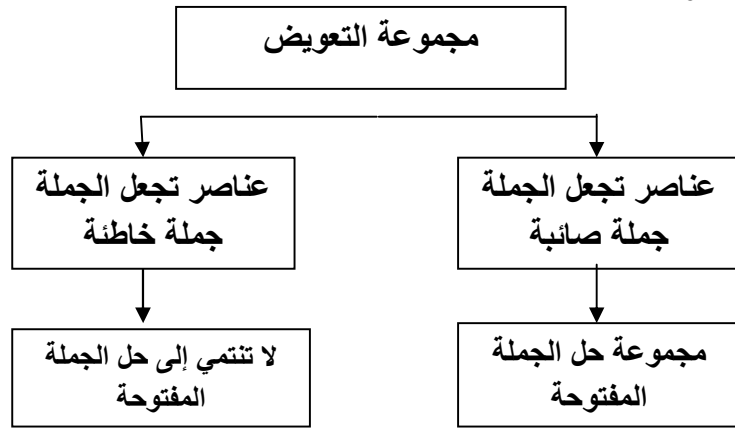 مجموعة التعويض
عناصر تجعل الجملة
جملة صائبة
عناصر تجعل الجملة
جملة خاطئة
مجموعة حل الجملة
المفتوحة
لا تنتمي إلى حل الجملة
المفتوحة